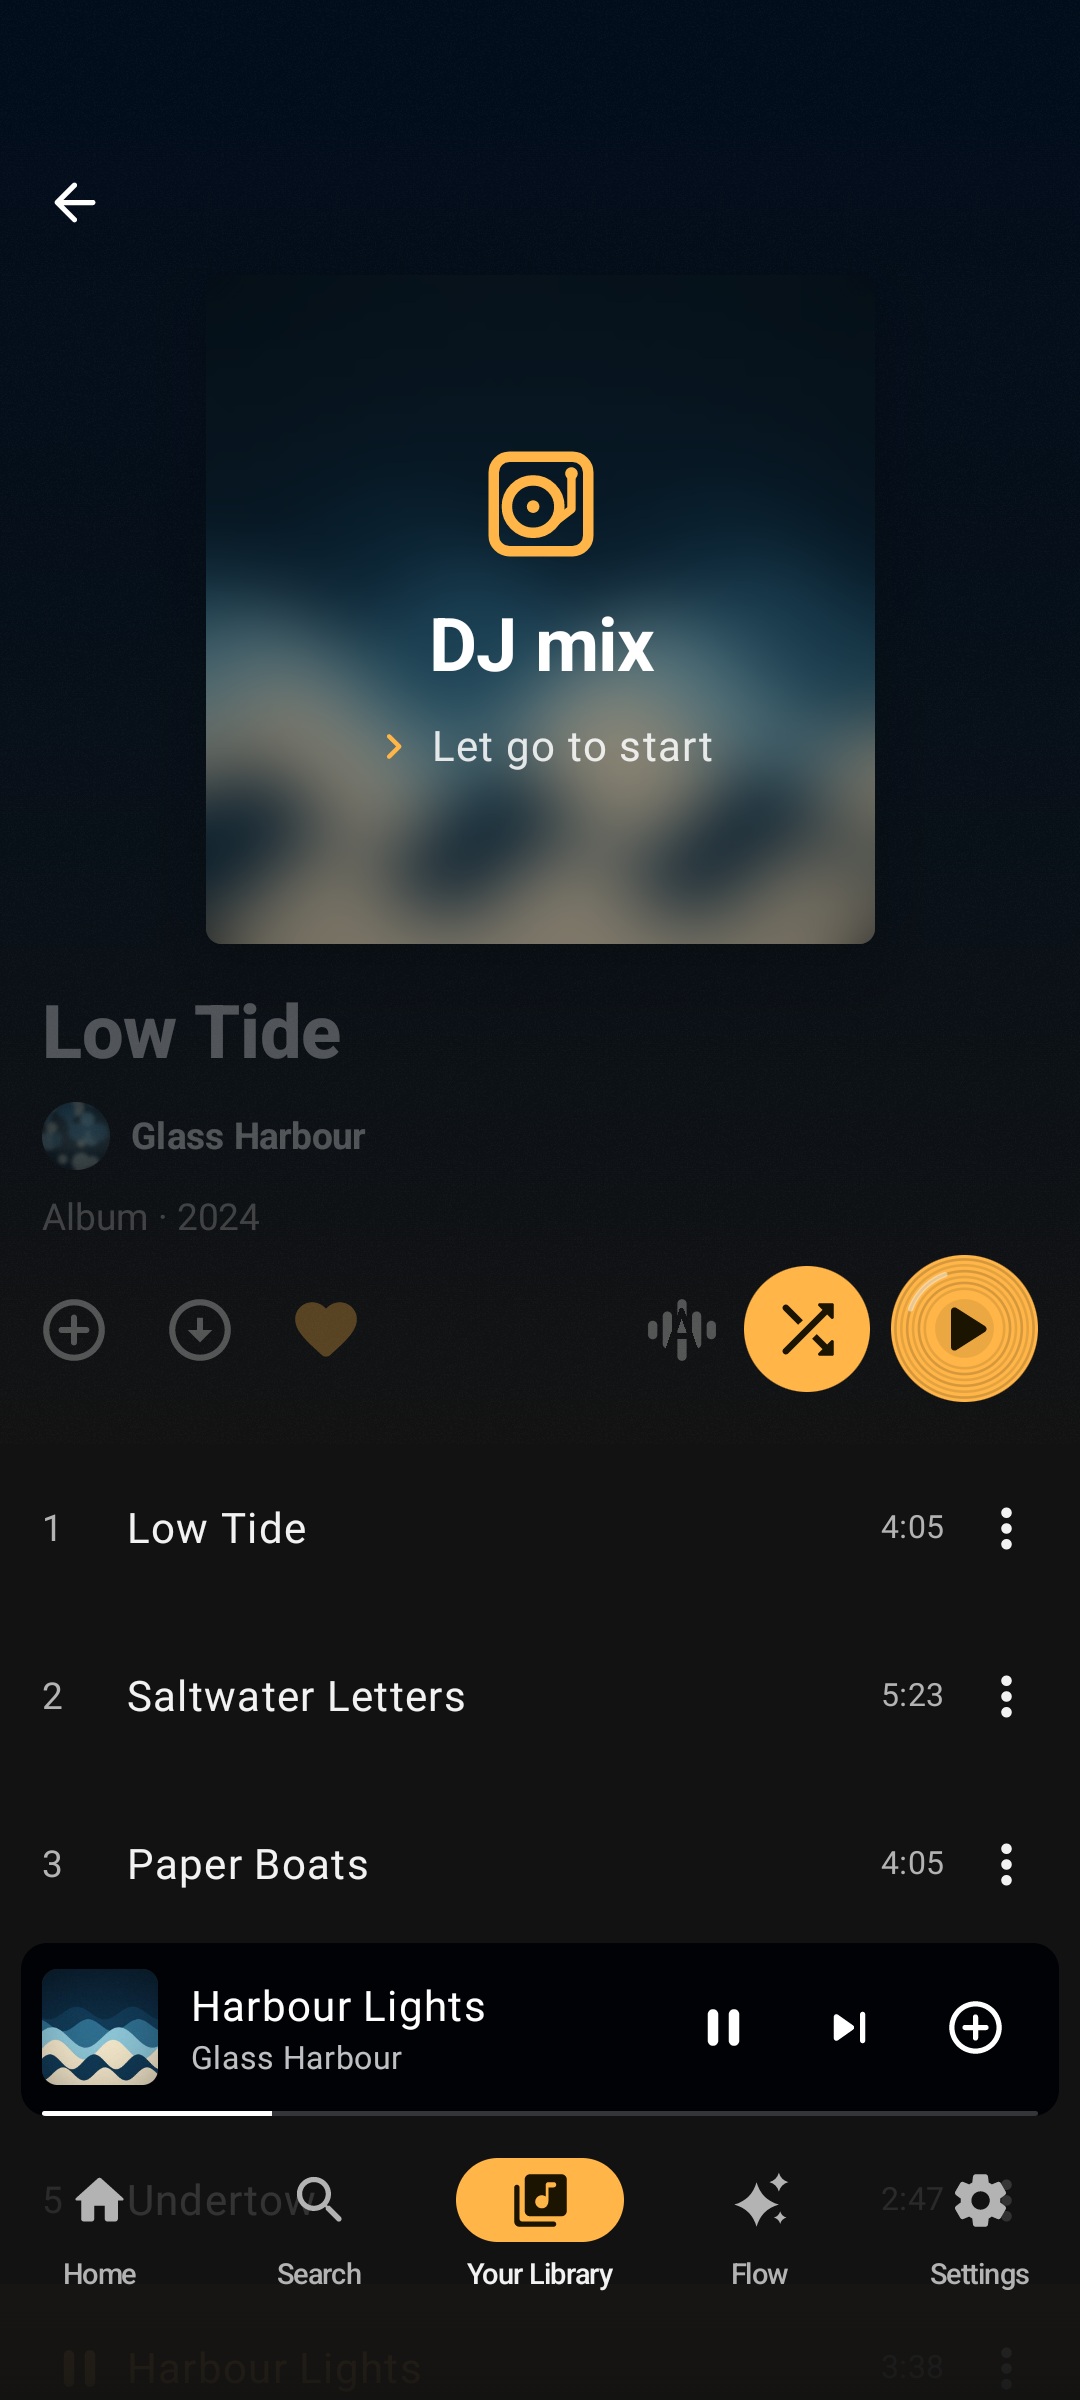 DJ mix
Let go to start
Low Tide
Glass Harbour
Album · 2024
1 Low Tide 4:05
2 Saltwater Letters 5:23
3 Paper Boats 4:05
Harbour Lights
Glass Harbour
5 Undertow 2:47
Home Search Your Library Flow Settings
Harbour Lights 3:38